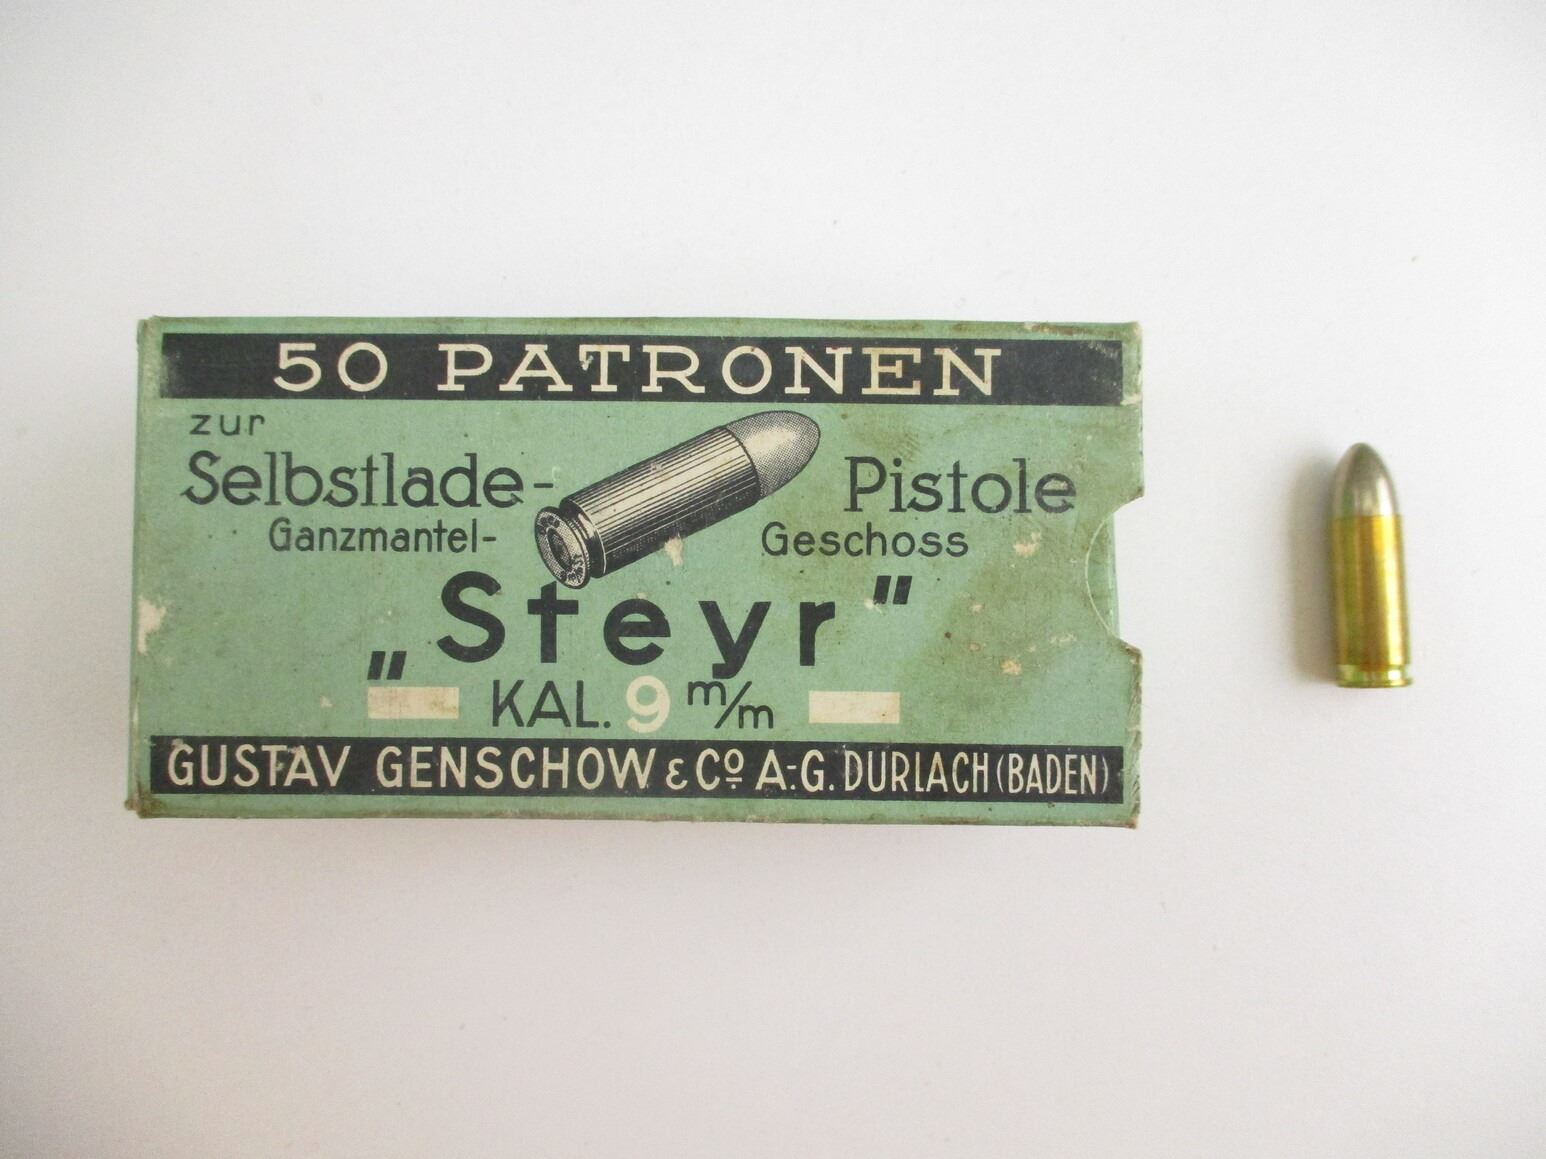 50 PATRONEN
zur
Selbstlade- Pistole
Ganzmantel- Geschoss
„Steyr"
KAL. 9 m/m
GUSTAV GENSCHOW & Cº A.-G. DURLACH (BADEN)